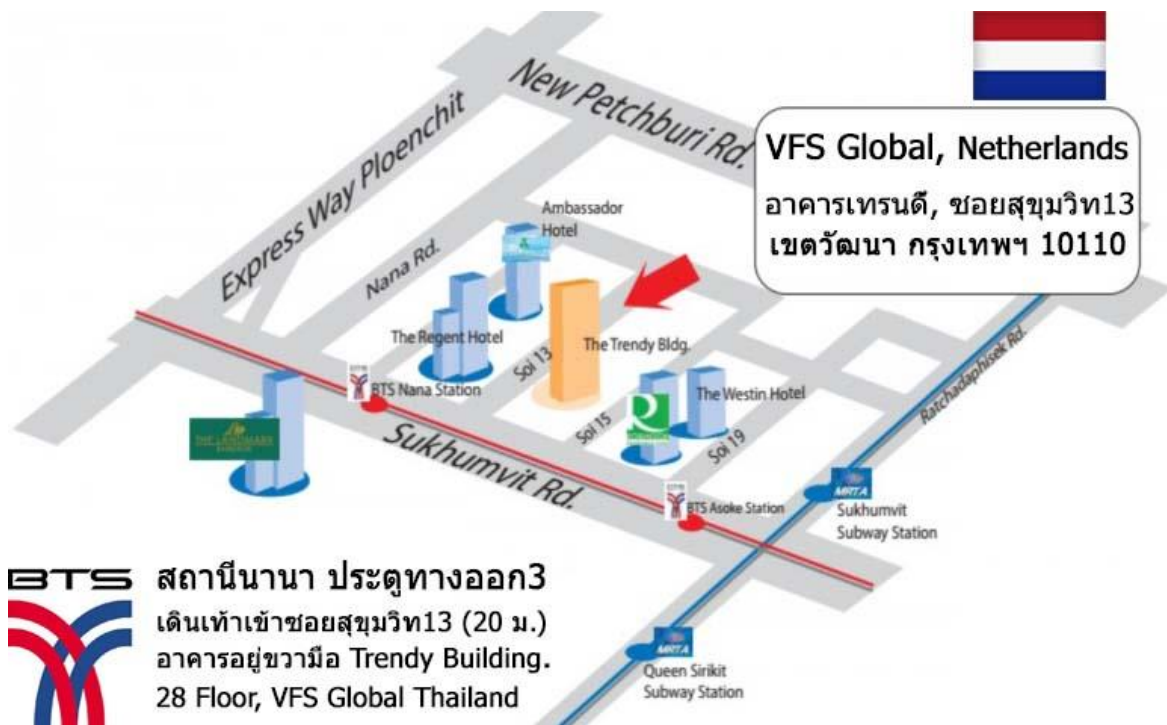 New Petchburi Rd.
Express Way Ploenchit
VFS Global, Netherlands
อาคารเทรนดี้, ซอยสุขุมวิท13
เขตวัฒนา กรุงเทพฯ 10110
Ambassador
Hotel
Nana Rd.
The Regent Hotel
Soi 13
The Trendy Bldg.
Ratchadaphisek Rd.
BTS Nana Station
The Westin Hotel
THE LANDMARK
BANGKOK
Sukhumvit Rd.
Soi 15
R
Soi 19
BTS Asoke Station
MRTA
Sukhumvit
Subway Station
MRTA
Queen Sirikit
Subway Station
BTS
สถานีนานา ประตูทางออก3
เดินเท้าเข้าซอยสุขุมวิท13 (20 ม.)
อาคารอยู่ขวามือ Trendy Building.
28 Floor, VFS Global Thailand